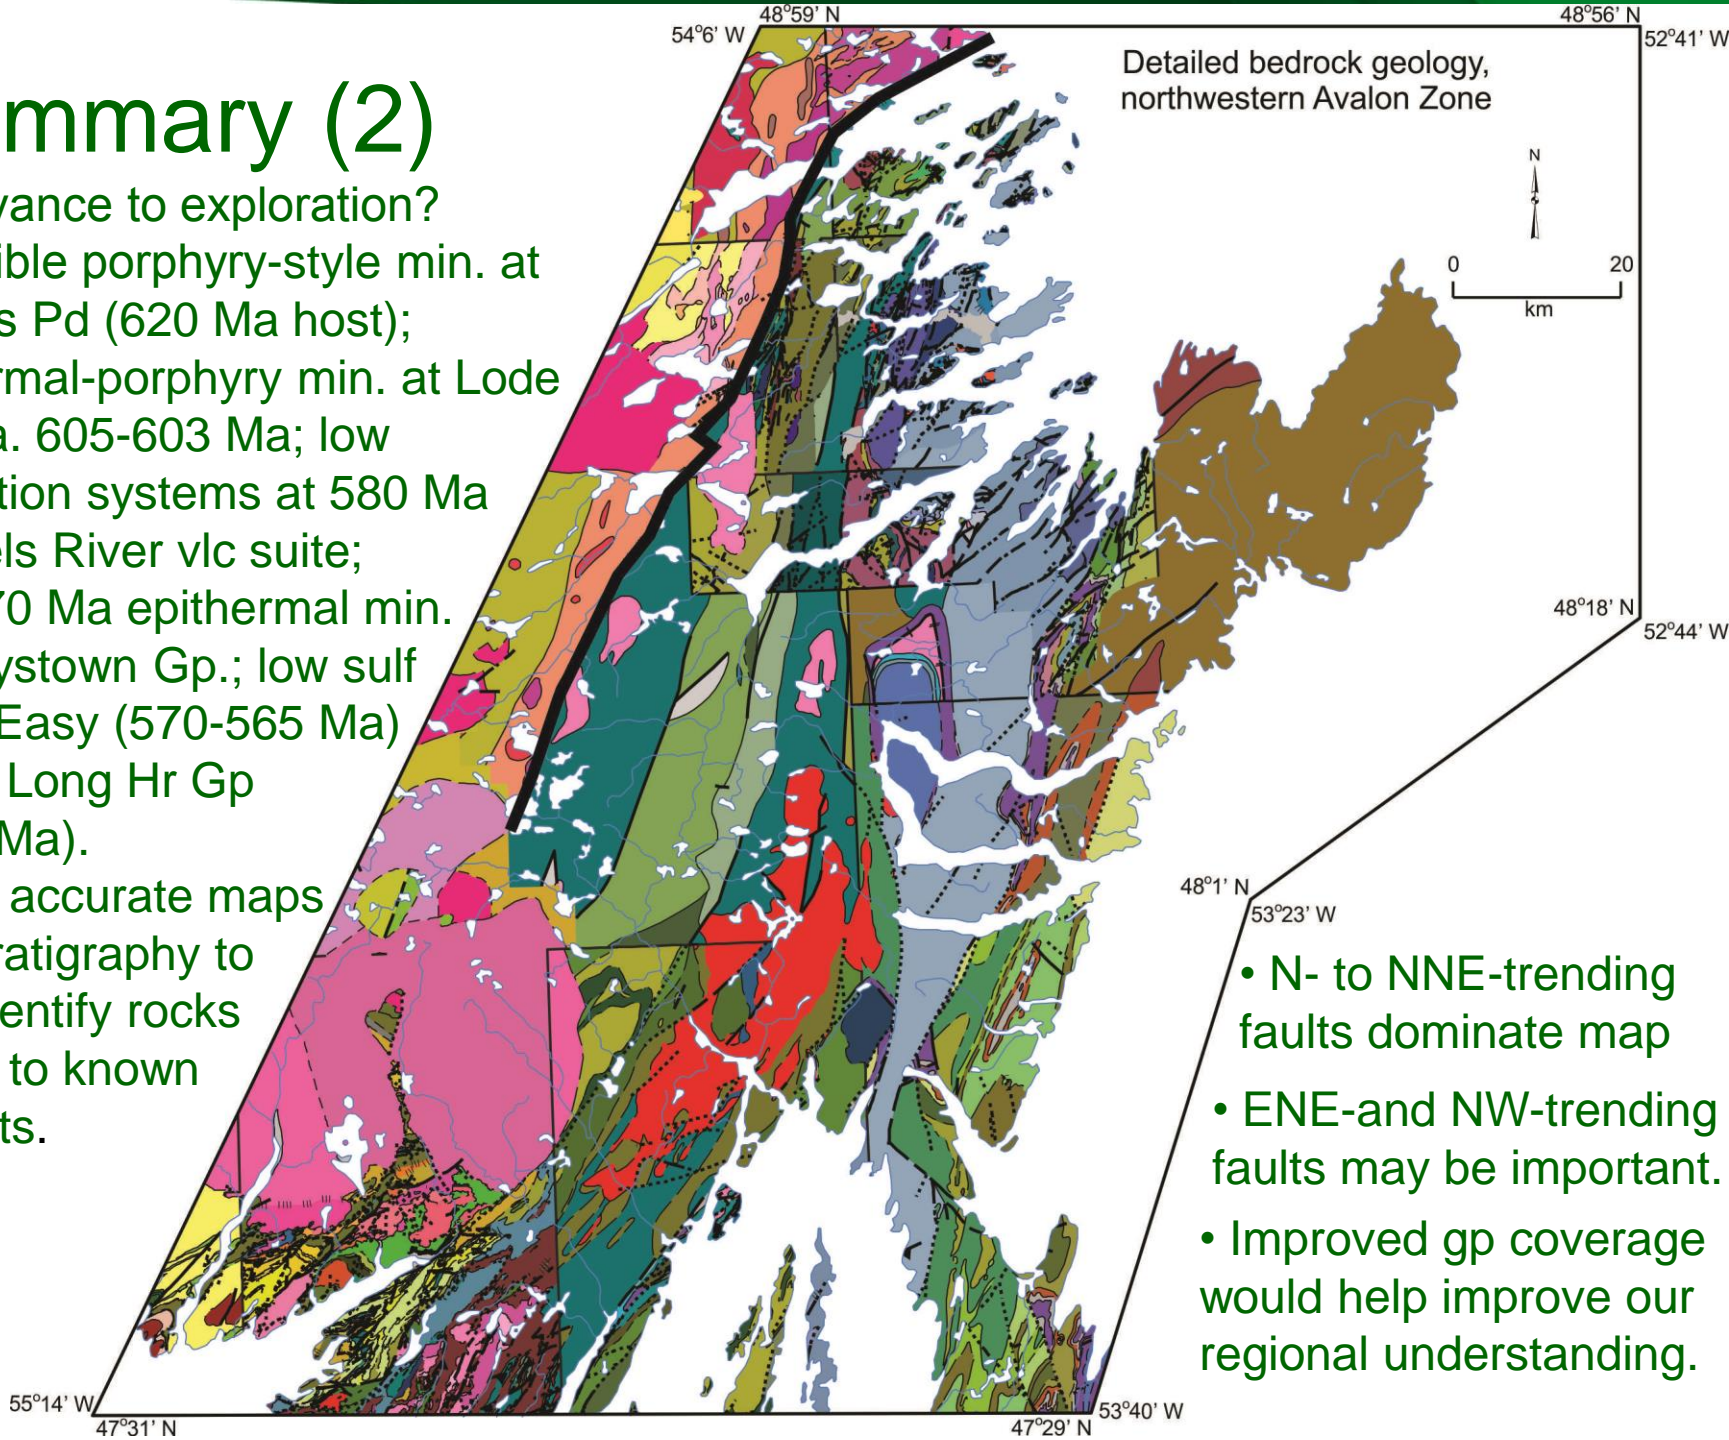 mmary (2)
vance to exploration?
ible porphyry-style min. at
s Pd (620 Ma host);
rmal-porphyry min. at Lode
a. 605-603 Ma; low
tion systems at 580 Ma
els River vlc suite;
70 Ma epithermal min.
ystown Gp.; low sulf
Easy (570-565 Ma)
Long Hr Gp
Ma).
accurate maps
ratigraphy to
entify rocks
to known
ts.
48°59' N
54°6' W
48°56' N
52°41' W
Detailed bedrock geology,
northwestern Avalon Zone
N
0 20
km
48°18' N
52°44' W
48°1' N
53°23' W
• N- to NNE-trending
faults dominate map
• ENE-and NW-trending
faults may be important.
• Improved gp coverage
would help improve our
regional understanding.
55°14' W
47°31' N
47°29' N
53°40' W